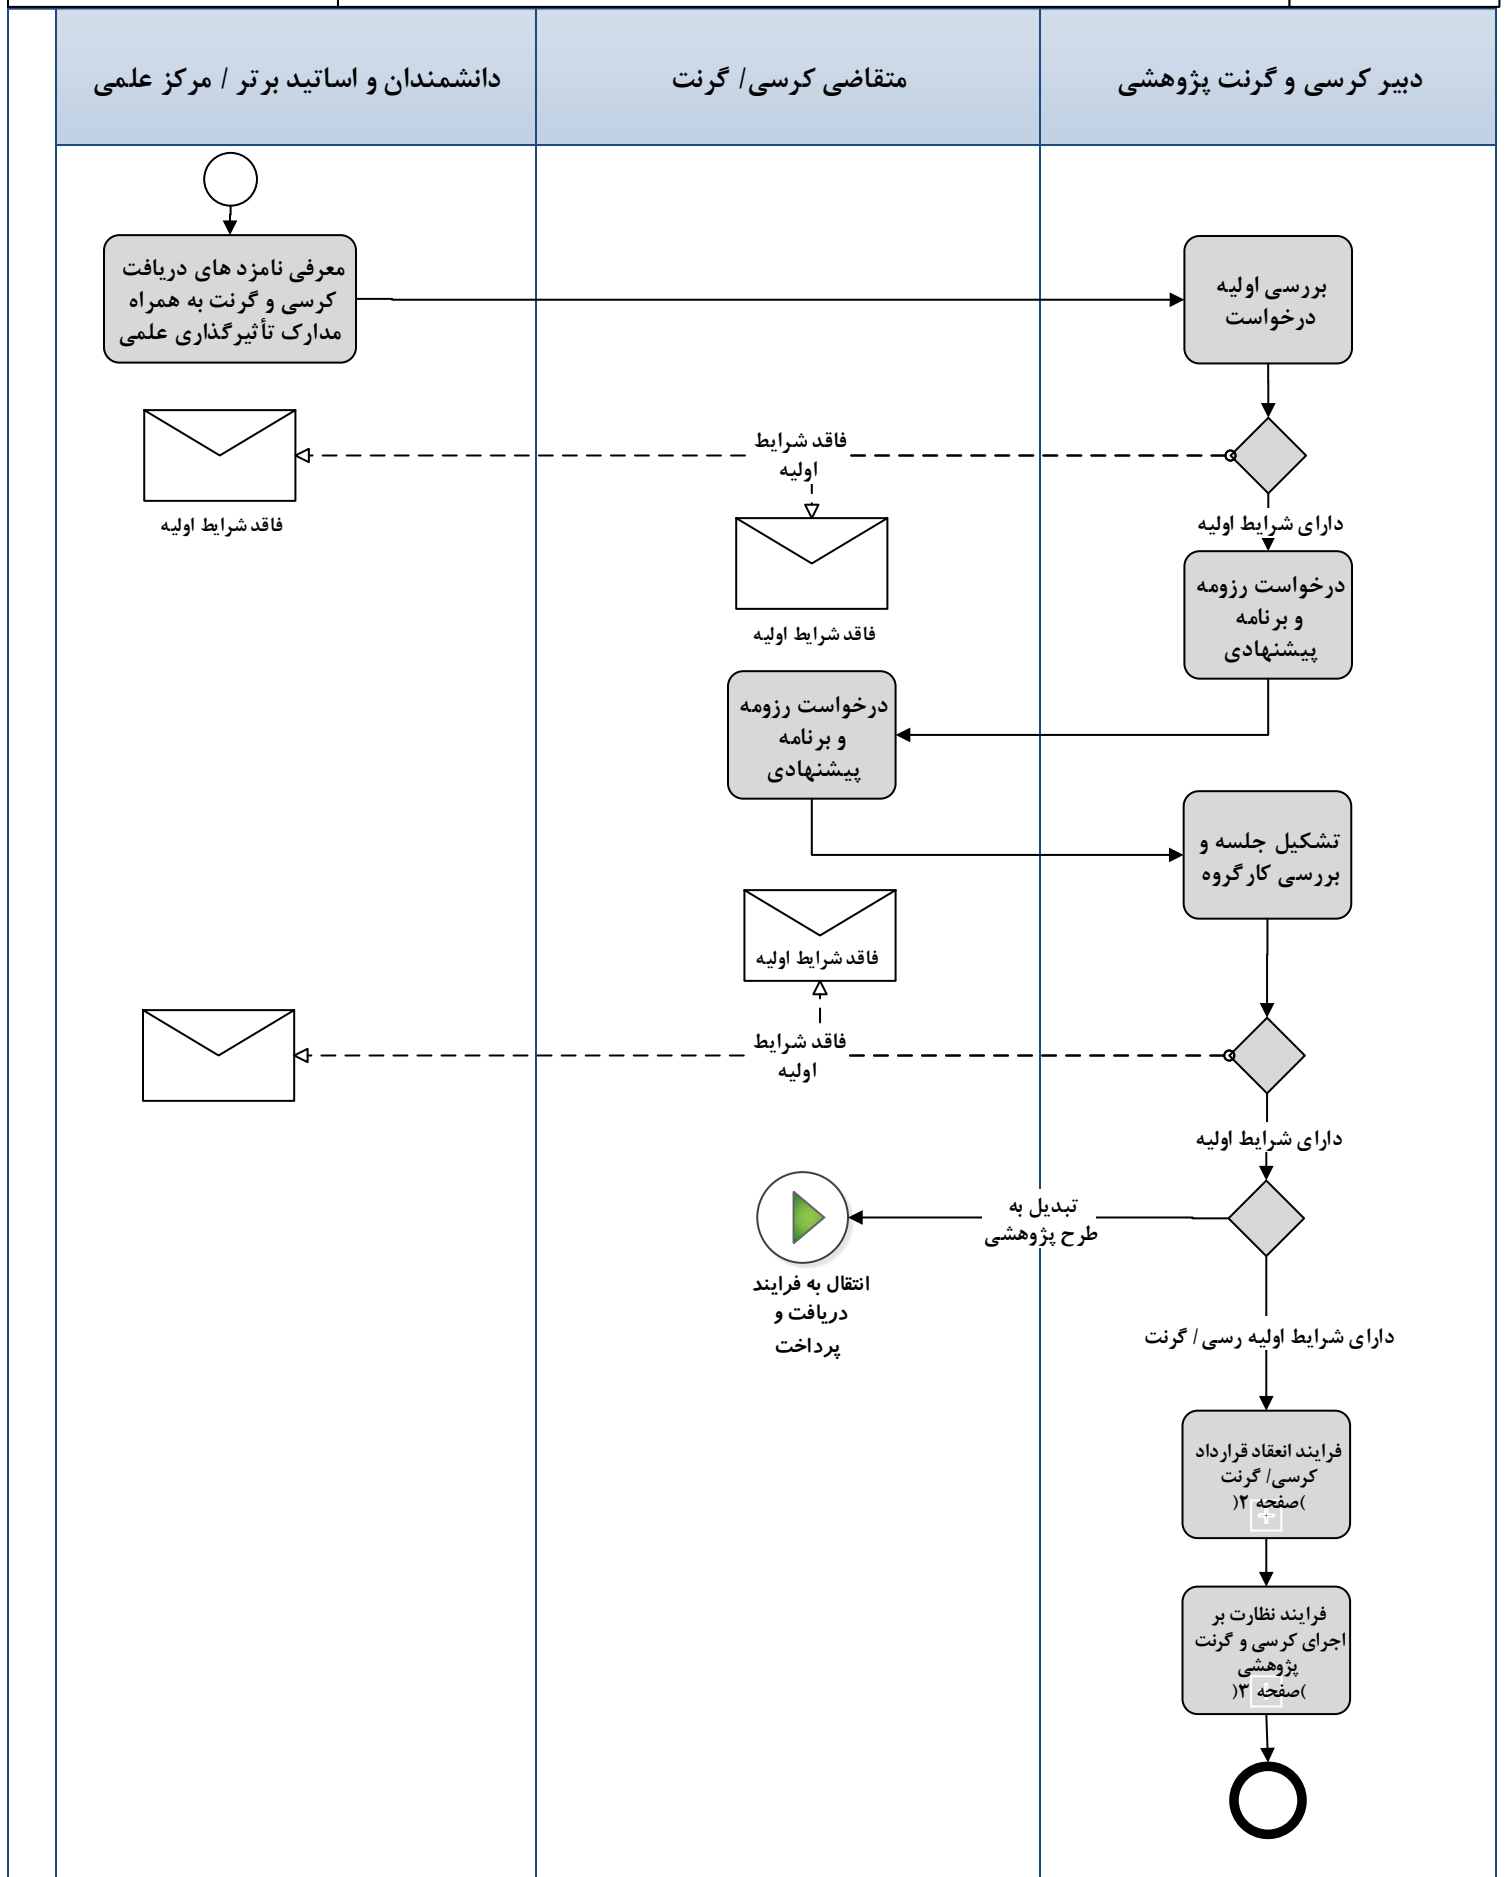 دبیر کرسی و گرنت پژوهشی
متقاضی کرسی/ گرنت
دانشمندان و اساتید برتر / مرکز علمی
معرفی نامزد های دریافت
کرسی و گرنت به همراه
مدارک تأثیرگذاری علمی
بررسی اولیه
درخواست
فاقد شرایط
اولیه
فاقد شرایط اولیه
دارای شرایط اولیه
فاقد شرایط اولیه
درخواست رزومه
و برنامه
پیشنهادی
درخواست رزومه
و برنامه
پیشنهادی
تشکیل جلسه و
بررسی کارگروه
فاقد شرایط اولیه
فاقد شرایط
اولیه
دارای شرایط اولیه
تبدیل به
طرح پژوهشی
انتقال به فرایند
دریافت و
پرداخت
دارای شرایط اولیه رسی/ گرنت
فرایند انعقاد قرارداد
کرسی/ گرنت
)صفحه ۲(
فرایند نظارت بر
اجرای کرسی و گرنت
پژوهشی
)صفحه ۳(